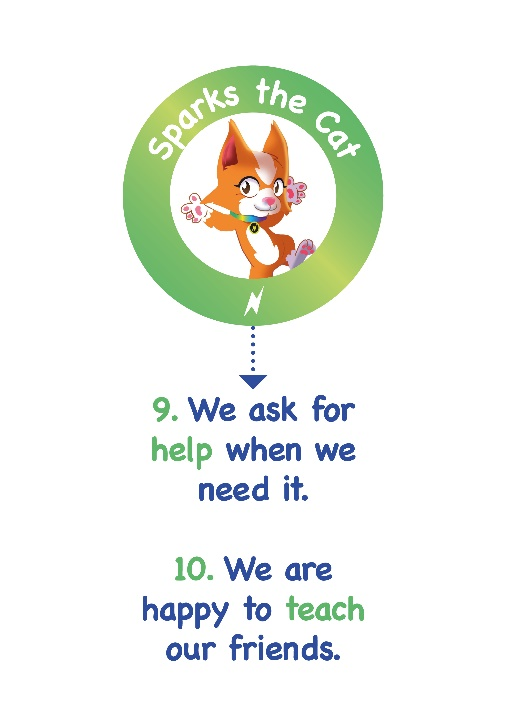 Sparks the Cat
9. We ask for
help when we
need it.
10. We are
happy to teach
our friends.